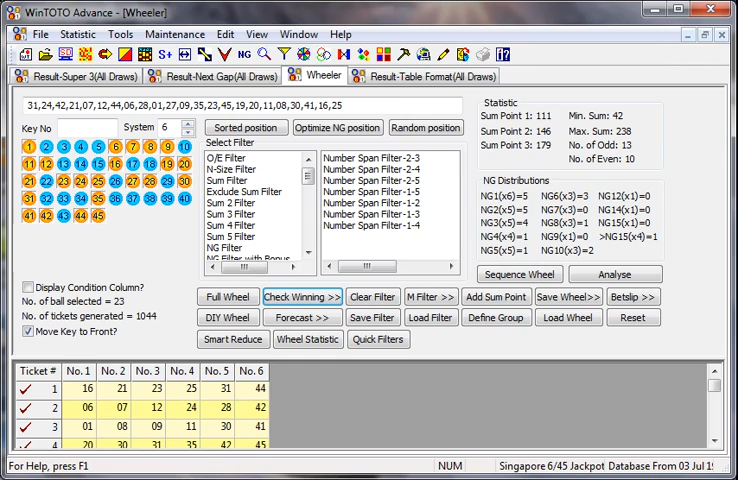 WinTOTO Advance - [Wheeler]
File Standard Tools Maintenance Edit View Window Help
Result-Super 3(All Draws) Result-Next Gap(All Draws) Wheeler Result-Table Format(All Draws)
31,24,42,21,07,12,44,06,28,01,27,09,35,23,45,19,20,11,08,30,41,16,25
Key No System 6
Sorted position Optimize NG position Random position
1 2 3 4 5 6 7 8 9 10
11 12 13 14 15 16 17 18 19 20
21 22 23 24 25 26 27 28 29 30
31 32 33 34 35 36 37 38 39 40
41 42 43 44 45
Display Condition Column?
No. of ball selected = 23
No. of tickets generated = 1044
Move Key to Front?
Select Filter
O/E Filter
N-Size Filter
Sum Filter
Exclude Sum Filter
Sum 2 Filter
Sum 3 Filter
Sum 4 Filter
Sum 5 Filter
NG Filter
NG Filter with Bonus
Number Span Filter-2-3
Number Span Filter-2-4
Number Span Filter-2-5
Number Span Filter-1-5
Number Span Filter-1-2
Number Span Filter-1-3
Number Span Filter-1-4
Statistic
Sum Point 1: 111 Min. Sum: 42
Sum Point 2: 146 Max. Sum: 238
Sum Point 3: 179 No. of Odd: 13
No. of Even: 10
NG Distributions
NG1(x6)=5 NG6(x3)=3 NG12(x1)=0
NG2(x5)=5 NG7(x3)=0 NG14(x1)=0
NG3(x5)=4 NG8(x3)=1 NG15(x1)=0
NG4(x4)=1 NG9(x1)=0 >NG15(x4)=1
NG5(x5)=1 NG10(x3)=2
Sequence Wheel Analyse
Full Wheel Check Winning >> Clear Filter M Filter >> Add Sum Point Save Wheel>> Betslip >>
DIY Wheel Forecast >> Save Filter Load Filter Define Group Load Wheel Reset
Smart Reduce Wheel Statistic Quick Filters
Ticket # No. 1 No. 2 No. 3 No. 4 No. 5 No. 6
1 16 21 23 25 31 44
2 06 07 12 24 28 42
3 01 08 09 11 30 41
4 20 30 31 35 42 45
For Help, press F1 NUM Singapore 6/45 Jackpot Database From 03 Jul